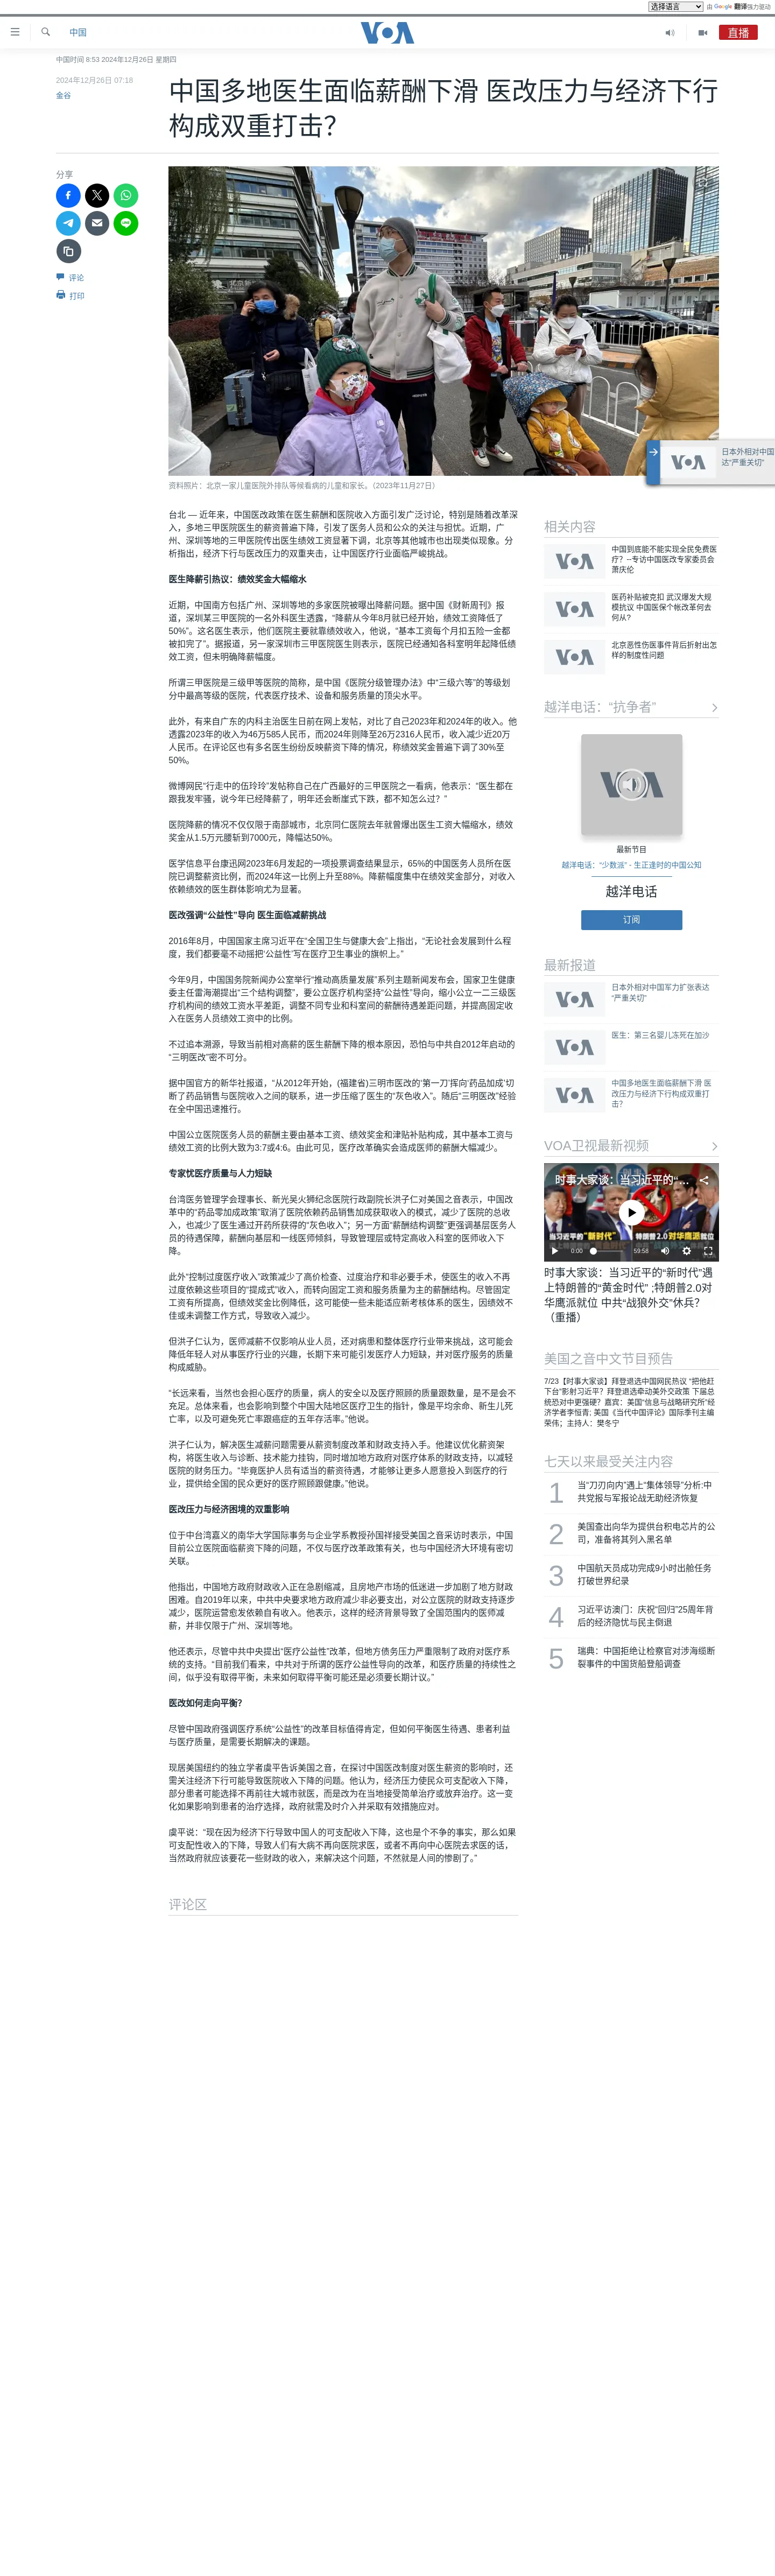 选择语言
由 Google 翻译强力驱动
中国
VOA
直播
中国时间 8:53 2024年12月26日 星期四
2024年12月26日 07:18
金谷
中国多地医生面临薪酬下滑 医改压力与经济下行
构成双重打击？
分享
评论
打印
资料照片：北京一家儿童医院外排队等候看病的儿童和家长。（2023年11月27日）
日本外相对中国
达“严重关切”
台北 — 近年来，中国医改政策在医生薪酬和医院收入方面引发广泛讨论，特别是随着改革深
入，多地三甲医院医生的薪资普遍下降，引发了医务人员和公众的关注与担忧。近期，广
州、深圳等地的三甲医院传出医生绩效工资显著下调，北京等其他城市也出现类似现象。分
析指出，经济下行与医改压力的双重夹击，让中国医疗行业面临严峻挑战。
医生降薪引热议：绩效奖金大幅缩水
近期，中国南方包括广州、深圳等地的多家医院被曝出降薪问题。据中国《财新周刊》报
道，深圳某三甲医院的一名外科医生透露，“降薪从今年8月就已经开始，绩效工资降低了
50%”。这名医生表示，他们医院主要就靠绩效收入，他说，“基本工资每个月扣五险一金都
被扣完了”。据报道，另一家深圳市三甲医院医生则表示，医院已经通知各科室明年起降低绩
效工资，但未明确降薪幅度。
所谓三甲医院是三级甲等医院的简称，是中国《医院分级管理办法》中“三级六等”的等级划
分中最高等级的医院，代表医疗技术、设备和服务质量的顶尖水平。
此外，有来自广东的内科主治医生日前在网上发帖，对比了自己2023年和2024年的收入。他
透露2023年的收入为46万585人民币，而2024年则降至26万2316人民币，收入减少近20万
人民币。在评论区也有多名医生纷纷反映薪资下降的情况，称绩效奖金普遍下调了30%至
50%。
微博网民“行走中的伍玲玲”发帖称自己在广西最好的三甲医院之一看病，他表示：“医生都在
跟我发牢骚，说今年已经降薪了，明年还会断崖式下跌，都不知怎么过？”
医院降薪的情况不仅仅限于南部城市，北京同仁医院去年就曾爆出医生工资大幅缩水，绩效
奖金从1.5万元腰斩到7000元，降幅达50%。
医学信息平台康迅网2023年6月发起的一项投票调查结果显示，65%的中国医务人员所在医
院已调整薪资比例，而2024年这一比例上升至88%。降薪幅度集中在绩效奖金部分，对收入
依赖绩效的医生群体影响尤为显著。
医改强调“公益性”导向 医生面临减薪挑战
2016年8月，中国国家主席习近平在“全国卫生与健康大会”上指出，“无论社会发展到什么程
度，我们都要毫不动摇把‘公益性’写在医疗卫生事业的旗帜上。”
今年9月，中国国务院新闻办公室举行“推动高质量发展”系列主题新闻发布会，国家卫生健康
委主任雷海潮提出“三个结构调整”，要公立医疗机构坚持“公益性”导向，缩小公立一二三级医
疗机构间的绩效工资水平差距，调整不同专业和科室间的薪酬待遇差距问题，并提高固定收
入在医务人员绩效工资中的比例。
不过追本溯源，导致当前相对高薪的医生薪酬下降的根本原因，恐怕与中共自2012年启动的
“三明医改”密不可分。
据中国官方的新华社报道，“从2012年开始，(福建省)三明市医改的‘第一刀’挥向‘药品加成’切
断了药品销售与医院收入之间的联系，进一步压缩了医生的“灰色收入”。随后“三明医改”经验
在全中国迅速推行。
中国公立医院医务人员的薪酬主要由基本工资、绩效奖金和津贴补贴构成，其中基本工资与
绩效工资的比例大致为3:7或4:6。由此可见，医疗改革确实会造成医师的薪酬大幅减少。
专家忧医疗质量与人力短缺
台湾医务管理学会理事长、新光吴火狮纪念医院行政副院长洪子仁对美国之音表示，中国改
革中的“药品零加成政策”取消了医院依赖药品销售加成获取收入的模式，减少了医院的总收
入，也减少了医生通过开药所获得的“灰色收入”；另一方面“薪酬结构调整”更强调基层医务人
员的待遇保障，薪酬向基层和一线医师倾斜，导致管理层或特定高收入科室的医师收入下
降。
此外“控制过度医疗收入”政策减少了高价检查、过度治疗和非必要手术，使医生的收入不再
过度依赖这些项目的“提成式”收入，而转向固定工资和服务质量为主的薪酬结构。尽管固定
工资有所提高，但绩效奖金比例降低，这可能使一些未能适应新考核体系的医生，因绩效不
佳或未调整工作方式，导致收入减少。
但洪子仁认为，医师减薪不仅影响从业人员，还对病患和整体医疗行业带来挑战，这可能会
降低年轻人对从事医疗行业的兴趣，长期下来可能引发医疗人力短缺，并对医疗服务的质量
构成威胁。
“长远来看，当然也会担心医疗的质量，病人的安全以及医疗照顾的质量跟数量，是不是会不
充足。总体来看，也会影响到整个中国大陆地区医疗卫生的指针，像是平均余命、新生儿死
亡率，以及可避免死亡率跟癌症的五年存活率。”他说。
洪子仁认为，解决医生减薪问题需要从薪资制度改革和财政支持入手。他建议优化薪资架
构，将医生收入与诊断、技术能力挂钩，同时增加地方政府对医疗体系的财政支持，以减轻
医院的财务压力。“毕竟医护人员有适当的薪资待遇，才能够让更多人愿意投入到医疗的行
业，提供给全国的民众更好的医疗照顾跟健康。”他说。
医改压力与经济困境的双重影响
位于中台湾嘉义的南华大学国际事务与企业学系教授孙国祥接受美国之音采访时表示，中国
目前公立医院面临薪资下降的问题，不仅与医疗改革政策有关，也与中国经济大环境有密切
关联。
他指出，中国地方政府财政收入正在急剧缩减，且房地产市场的低迷进一步加剧了地方财政
困难。自2019年以来，中共中央要求地方政府减少非必要支出，对公立医院的财政支持逐步
减少，医院运营愈发依赖自有收入。他表示，这样的经济背景导致了全国范围内的医师减
薪，并非仅限于广州、深圳等地。
他还表示，尽管中共中央提出“医疗公益性”改革，但地方债务压力严重限制了政府对医疗系
统的支持。“目前我们看来，中共对于所谓的医疗公益性导向的改革，和医疗质量的持续性之
间，似乎没有取得平衡，未来如何取得平衡可能还是必须要长期计议。”
医改如何走向平衡？
尽管中国政府强调医疗系统“公益性”的改革目标值得肯定，但如何平衡医生待遇、患者利益
与医疗质量，是需要长期解决的课题。
现居美国纽约的独立学者虞平告诉美国之音，在探讨中国医改制度对医生薪资的影响时，还
需关注经济下行可能导致医院收入下降的问题。他认为，经济压力使民众可支配收入下降，
部分患者可能选择不再前往大城市就医，而是改为在当地接受简单治疗或放弃治疗。这一变
化如果影响到患者的治疗选择，政府就需及时介入并采取有效措施应对。
虞平说：“现在因为经济下行导致中国人的可支配收入下降，这也是个不争的事实，那么如果
可支配性收入的下降，导致人们有大病不再向医院求医，或者不再向中心医院去求医的话，
当然政府就应该要花一些财政的收入，来解决这个问题，不然就是人间的惨剧了。”
评论区
相关内容
VOA
中国到底能不能实现全民免费医
疗？--专访中国医改专家委员会
萧庆伦
VOA
医药补贴被克扣 武汉爆发大规
模抗议 中国医保个帐改革何去
何从?
VOA
北京恶性伤医事件背后折射出怎
样的制度性问题
越洋电话：“抗争者”
最新节目
越洋电话：“少数派” - 生正逢时的中国公知
越洋电话
订阅
最新报道
VOA
日本外相对中国军力扩张表达
“严重关切”
VOA
医生：第三名婴儿冻死在加沙
VOA
中国多地医生面临薪酬下滑 医
改压力与经济下行构成双重打
击？
VOA卫视最新视频
时事大家谈：当习近平的“...
当习近平的“新时代”
遇上
特朗普2.0对华鹰派就位
0:00
59:58
时事大家谈：当习近平的“新时代”遇
上特朗普的“黄金时代” ;特朗普2.0对
华鹰派就位 中共“战狼外交”休兵？
（重播）
美国之音中文节目预告
7/23【时事大家谈】拜登退选中国网民热议 “把他赶
下台”影射习近平？拜登退选牵动美外交政策 下届总
统恐对中更强硬？嘉宾：美国“信息与战略研究所”经
济学者李恒青; 美国《当代中国评论》国际季刊主编
荣伟；主持人：樊冬宁
七天以来最受关注内容
1
当“刀刃向内”遇上“集体领导”分析:中
共党报与军报论战无助经济恢复
2
美国查出向华为提供台积电芯片的公
司，准备将其列入黑名单
3
中国航天员成功完成9小时出舱任务
打破世界纪录
4
习近平访澳门：庆祝“回归”25周年背
后的经济隐忧与民主倒退
5
瑞典：中国拒绝让检察官对涉海缆断
裂事件的中国货船登船调查